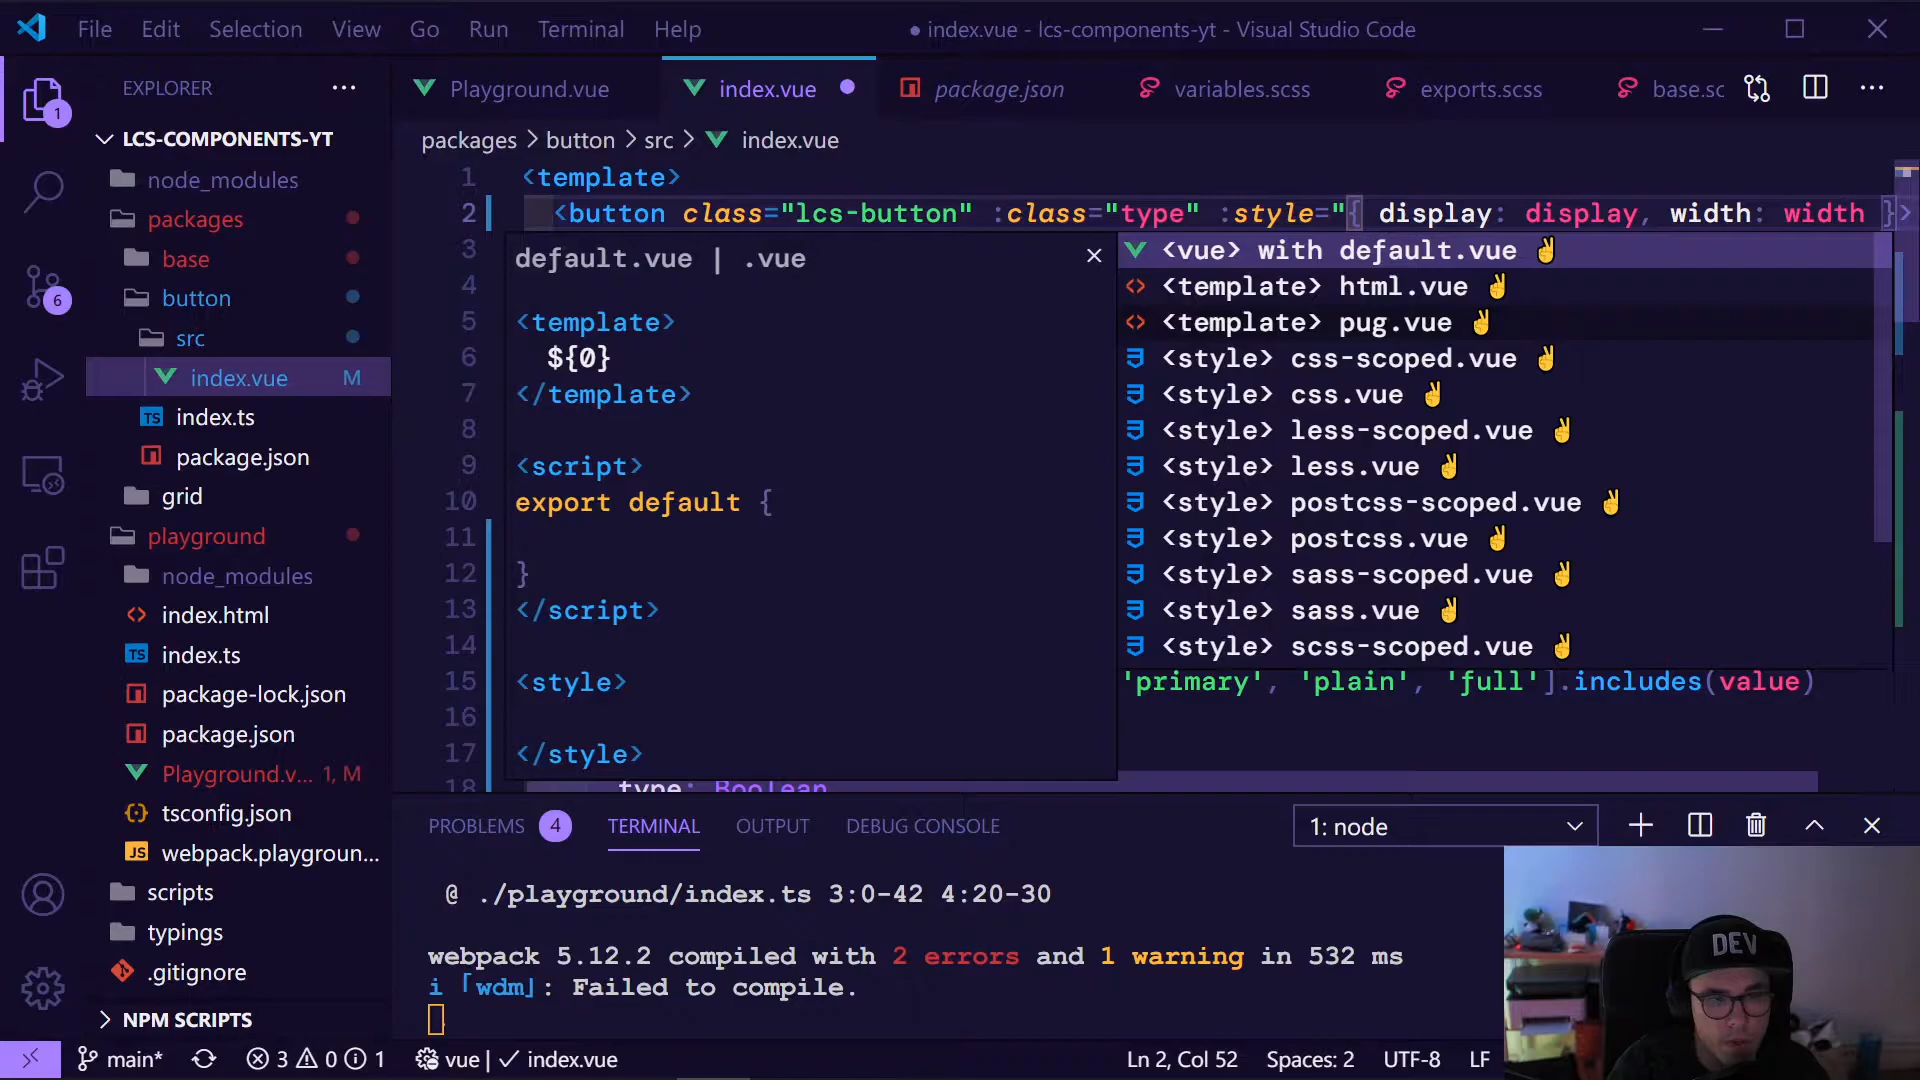 File Edit Selection View Go Run Terminal Help
● index.vue - lcs-components-yt - Visual Studio Code
EXPLORER
Playground.vue
index.vue
package.json
variables.scss
exports.scss
base.sc
1
LCS-COMPONENTS-YT
packages > button > src > index.vue
node_modules
packages
base
button
src
index.vue M
index.ts
package.json
grid
playground
node_modules
index.html
index.ts
package-lock.json
package.json
Playground.v... 1, M
tsconfig.json
webpack.playgroun...
scripts
typings
.gitignore
NPM SCRIPTS
6
1 <template>
2 <button class="lcs-button" :class="type" :style="{ display: display, width: width }>
3
4
5
6
7
8
9
10
11
12
13
14
15 'primary', 'plain', 'full'].includes(value)
16
17
18 type: Boolean
default.vue | .vue
<template>
${0}
</template>
<script>
export default {
}
</script>
<style>
</style>
<vue> with default.vue ✌
<template> html.vue ✌
<template> pug.vue ✌
<style> css-scoped.vue ✌
<style> css.vue ✌
<style> less-scoped.vue ✌
<style> less.vue ✌
<style> postcss-scoped.vue ✌
<style> postcss.vue ✌
<style> sass-scoped.vue ✌
<style> sass.vue ✌
<style> scss-scoped.vue ✌
PROBLEMS 4 TERMINAL OUTPUT DEBUG CONSOLE
1: node
@ ./playground/index.ts 3:0-42 4:20-30
webpack 5.12.2 compiled with 2 errors and 1 warning in 532 ms
i ｢wdm｣: Failed to compile.
DEV
main* 3 0 1 vue | ✓ index.vue
Ln 2, Col 52 Spaces: 2 UTF-8 LF